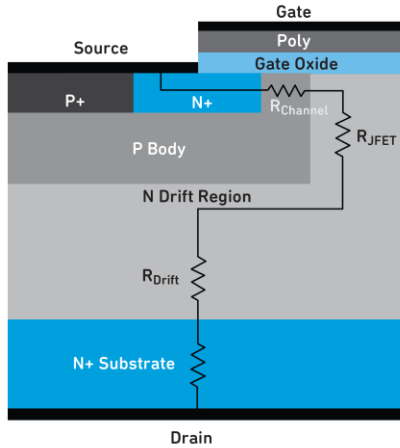 Gate
Poly
Source
Gate Oxide
P+
N+
RChannel
RJFET
P Body
N Drift Region
RDrift
N+ Substrate
Drain